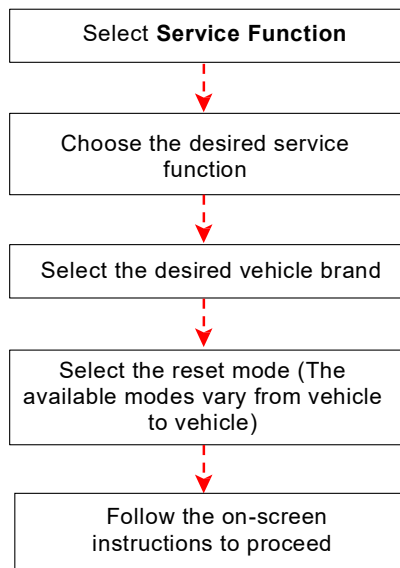 Select Service Function
Choose the desired service
function
Select the desired vehicle brand
Select the reset mode (The
available modes vary from vehicle
to vehicle)
Follow the on-screen
instructions to proceed